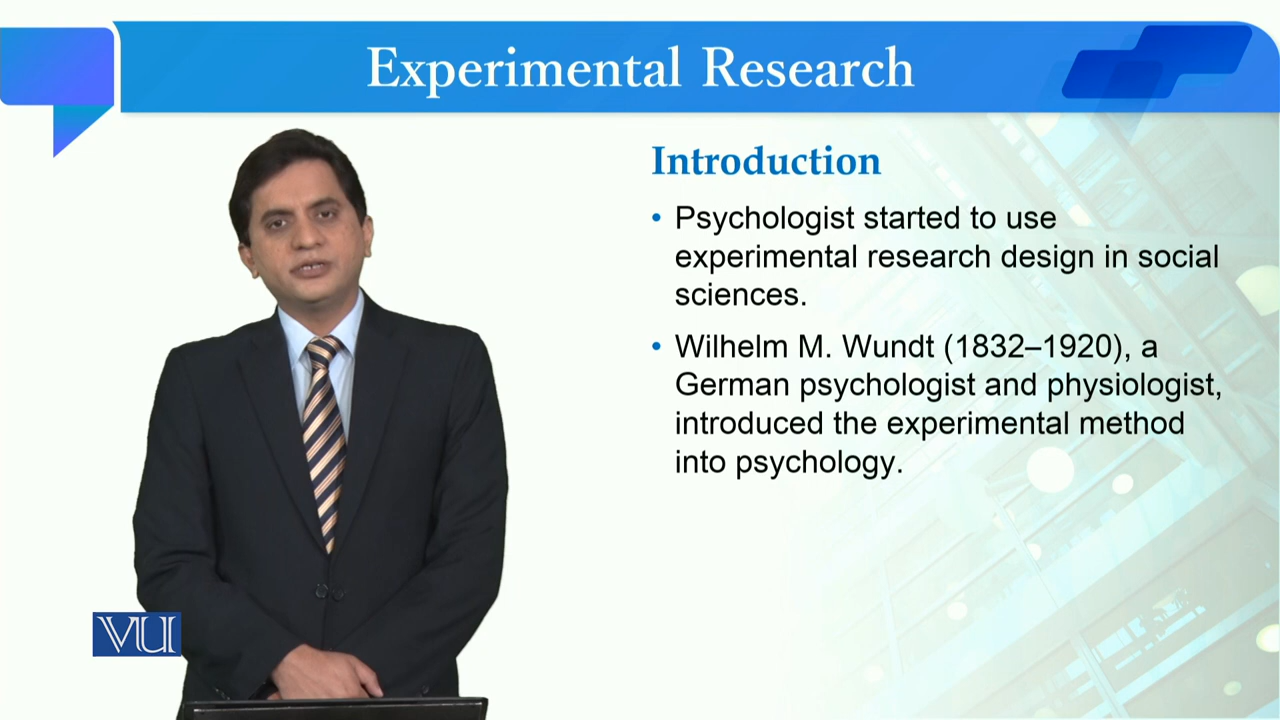 Experimental Research
Introduction
• Psychologist started to use
experimental research design in social
sciences.
• Wilhelm M. Wundt (1832–1920), a
German psychologist and physiologist,
introduced the experimental method
into psychology.
VU